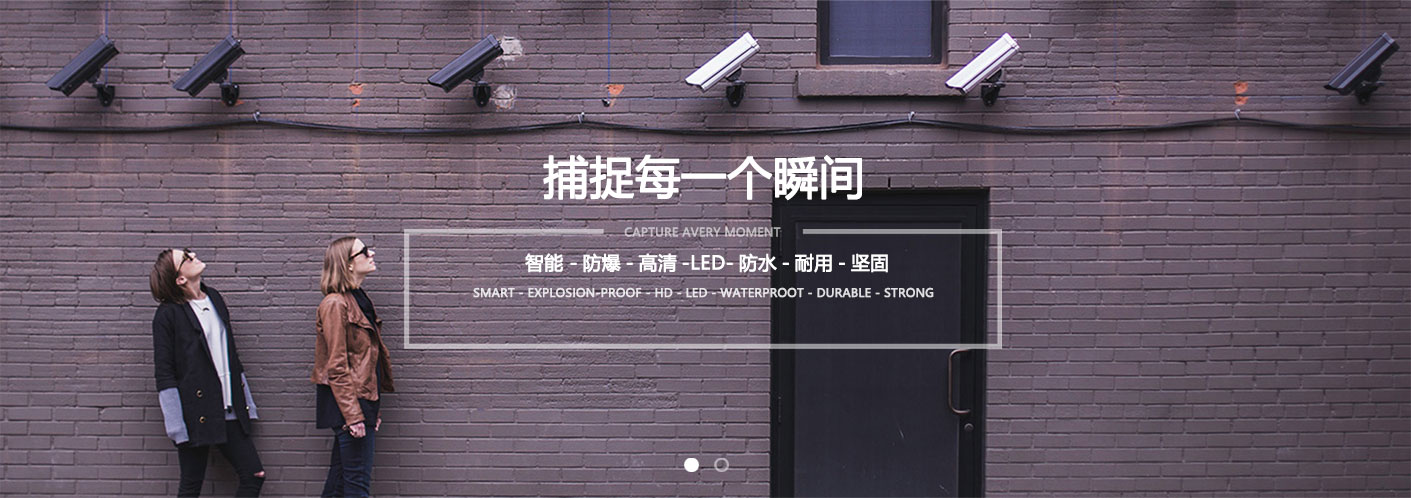 捕捉每一个瞬间
CAPTURE AVERY MOMENT
智能 - 防爆 - 高清 -LED- 防水 - 耐用 - 坚固
SMART - EXPLOSION-PROOF - HD - LED - WATERPROOT - DURABLE - STRONG